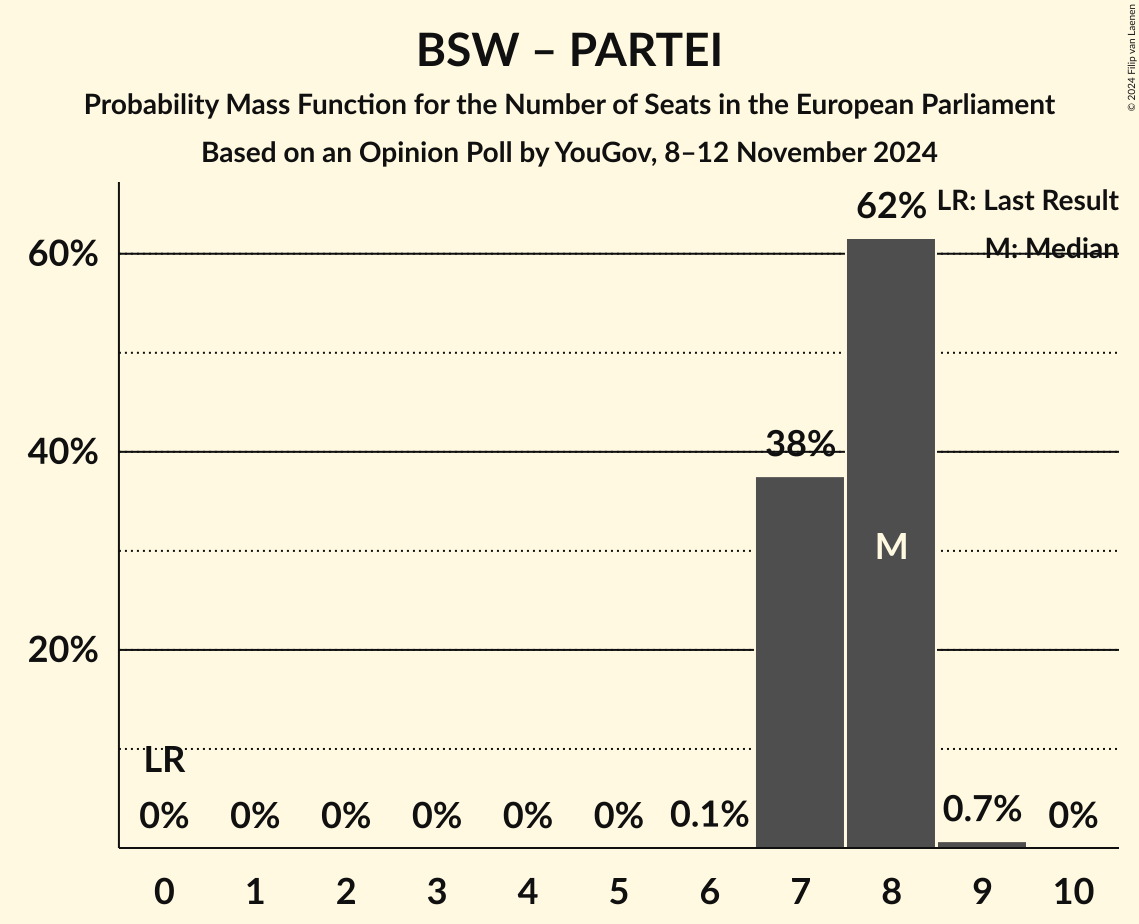 BSW – PARTEI
Probability Mass Function for the Number of Seats in the European Parliament
Based on an Opinion Poll by YouGov, 8–12 November 2024
© 2024 Filip van Laenen
LR: Last Result
M: Median
60%
40%
20%
LR
0%
0%
0%
0%
0%
0%
0.1%
38%
62%
M
0.7%
0%
0 1 2 3 4 5 6 7 8 9 10